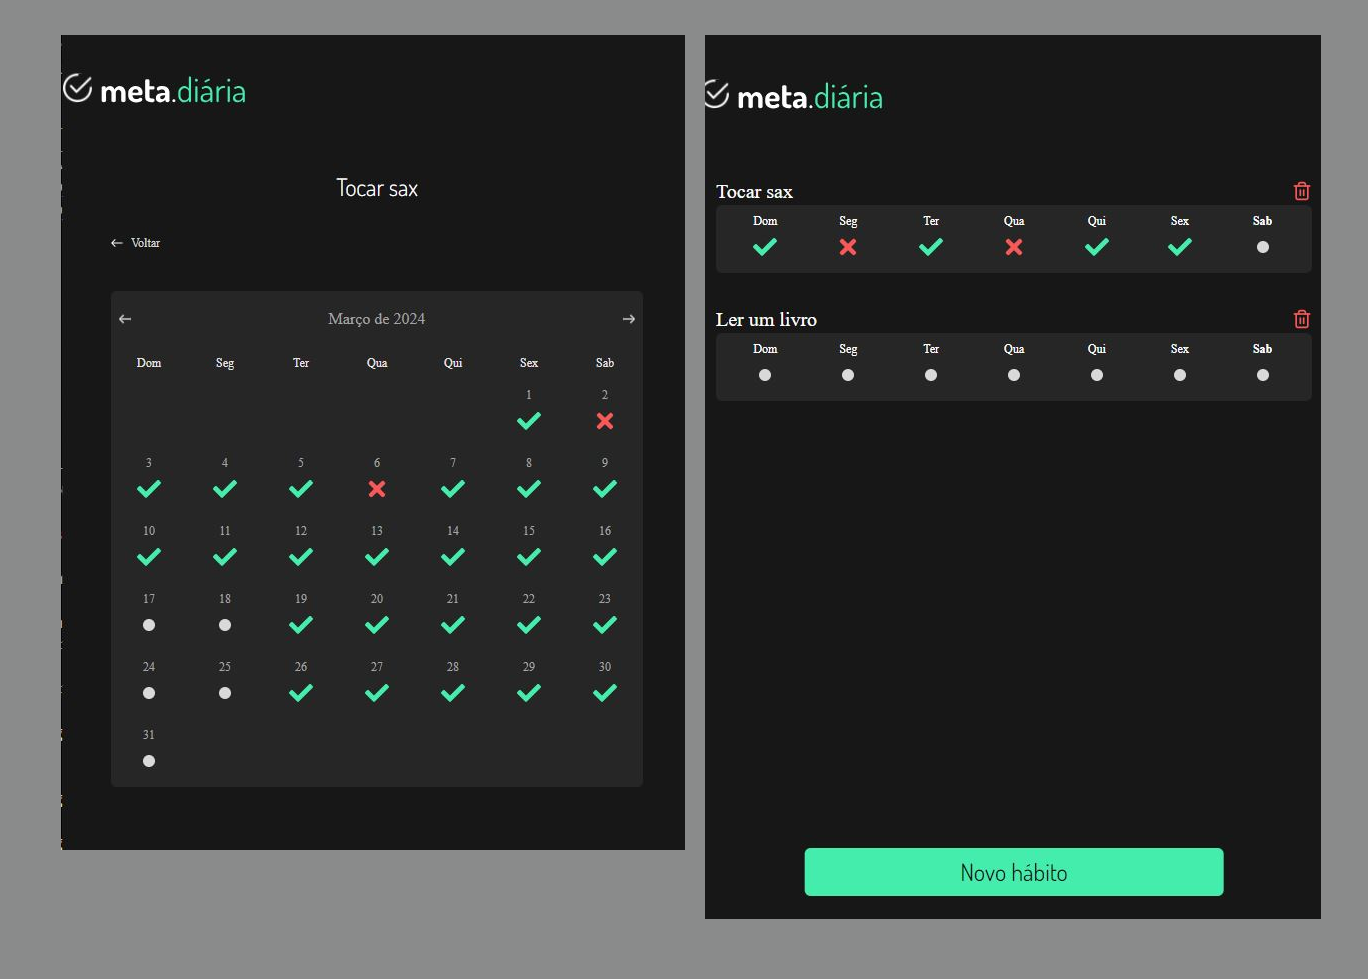 meta.diária
Tocar sax
Voltar
Março de 2024
Dom Seg Ter Qua Qui Sex Sab
1 2
3 4 5 6 7 8 9
10 11 12 13 14 15 16
17 18 19 20 21 22 23
24 25 26 27 28 29 30
31
meta.diária
Tocar sax
Dom Seg Ter Qua Qui Sex Sab
Ler um livro
Dom Seg Ter Qua Qui Sex Sab
Novo hábito